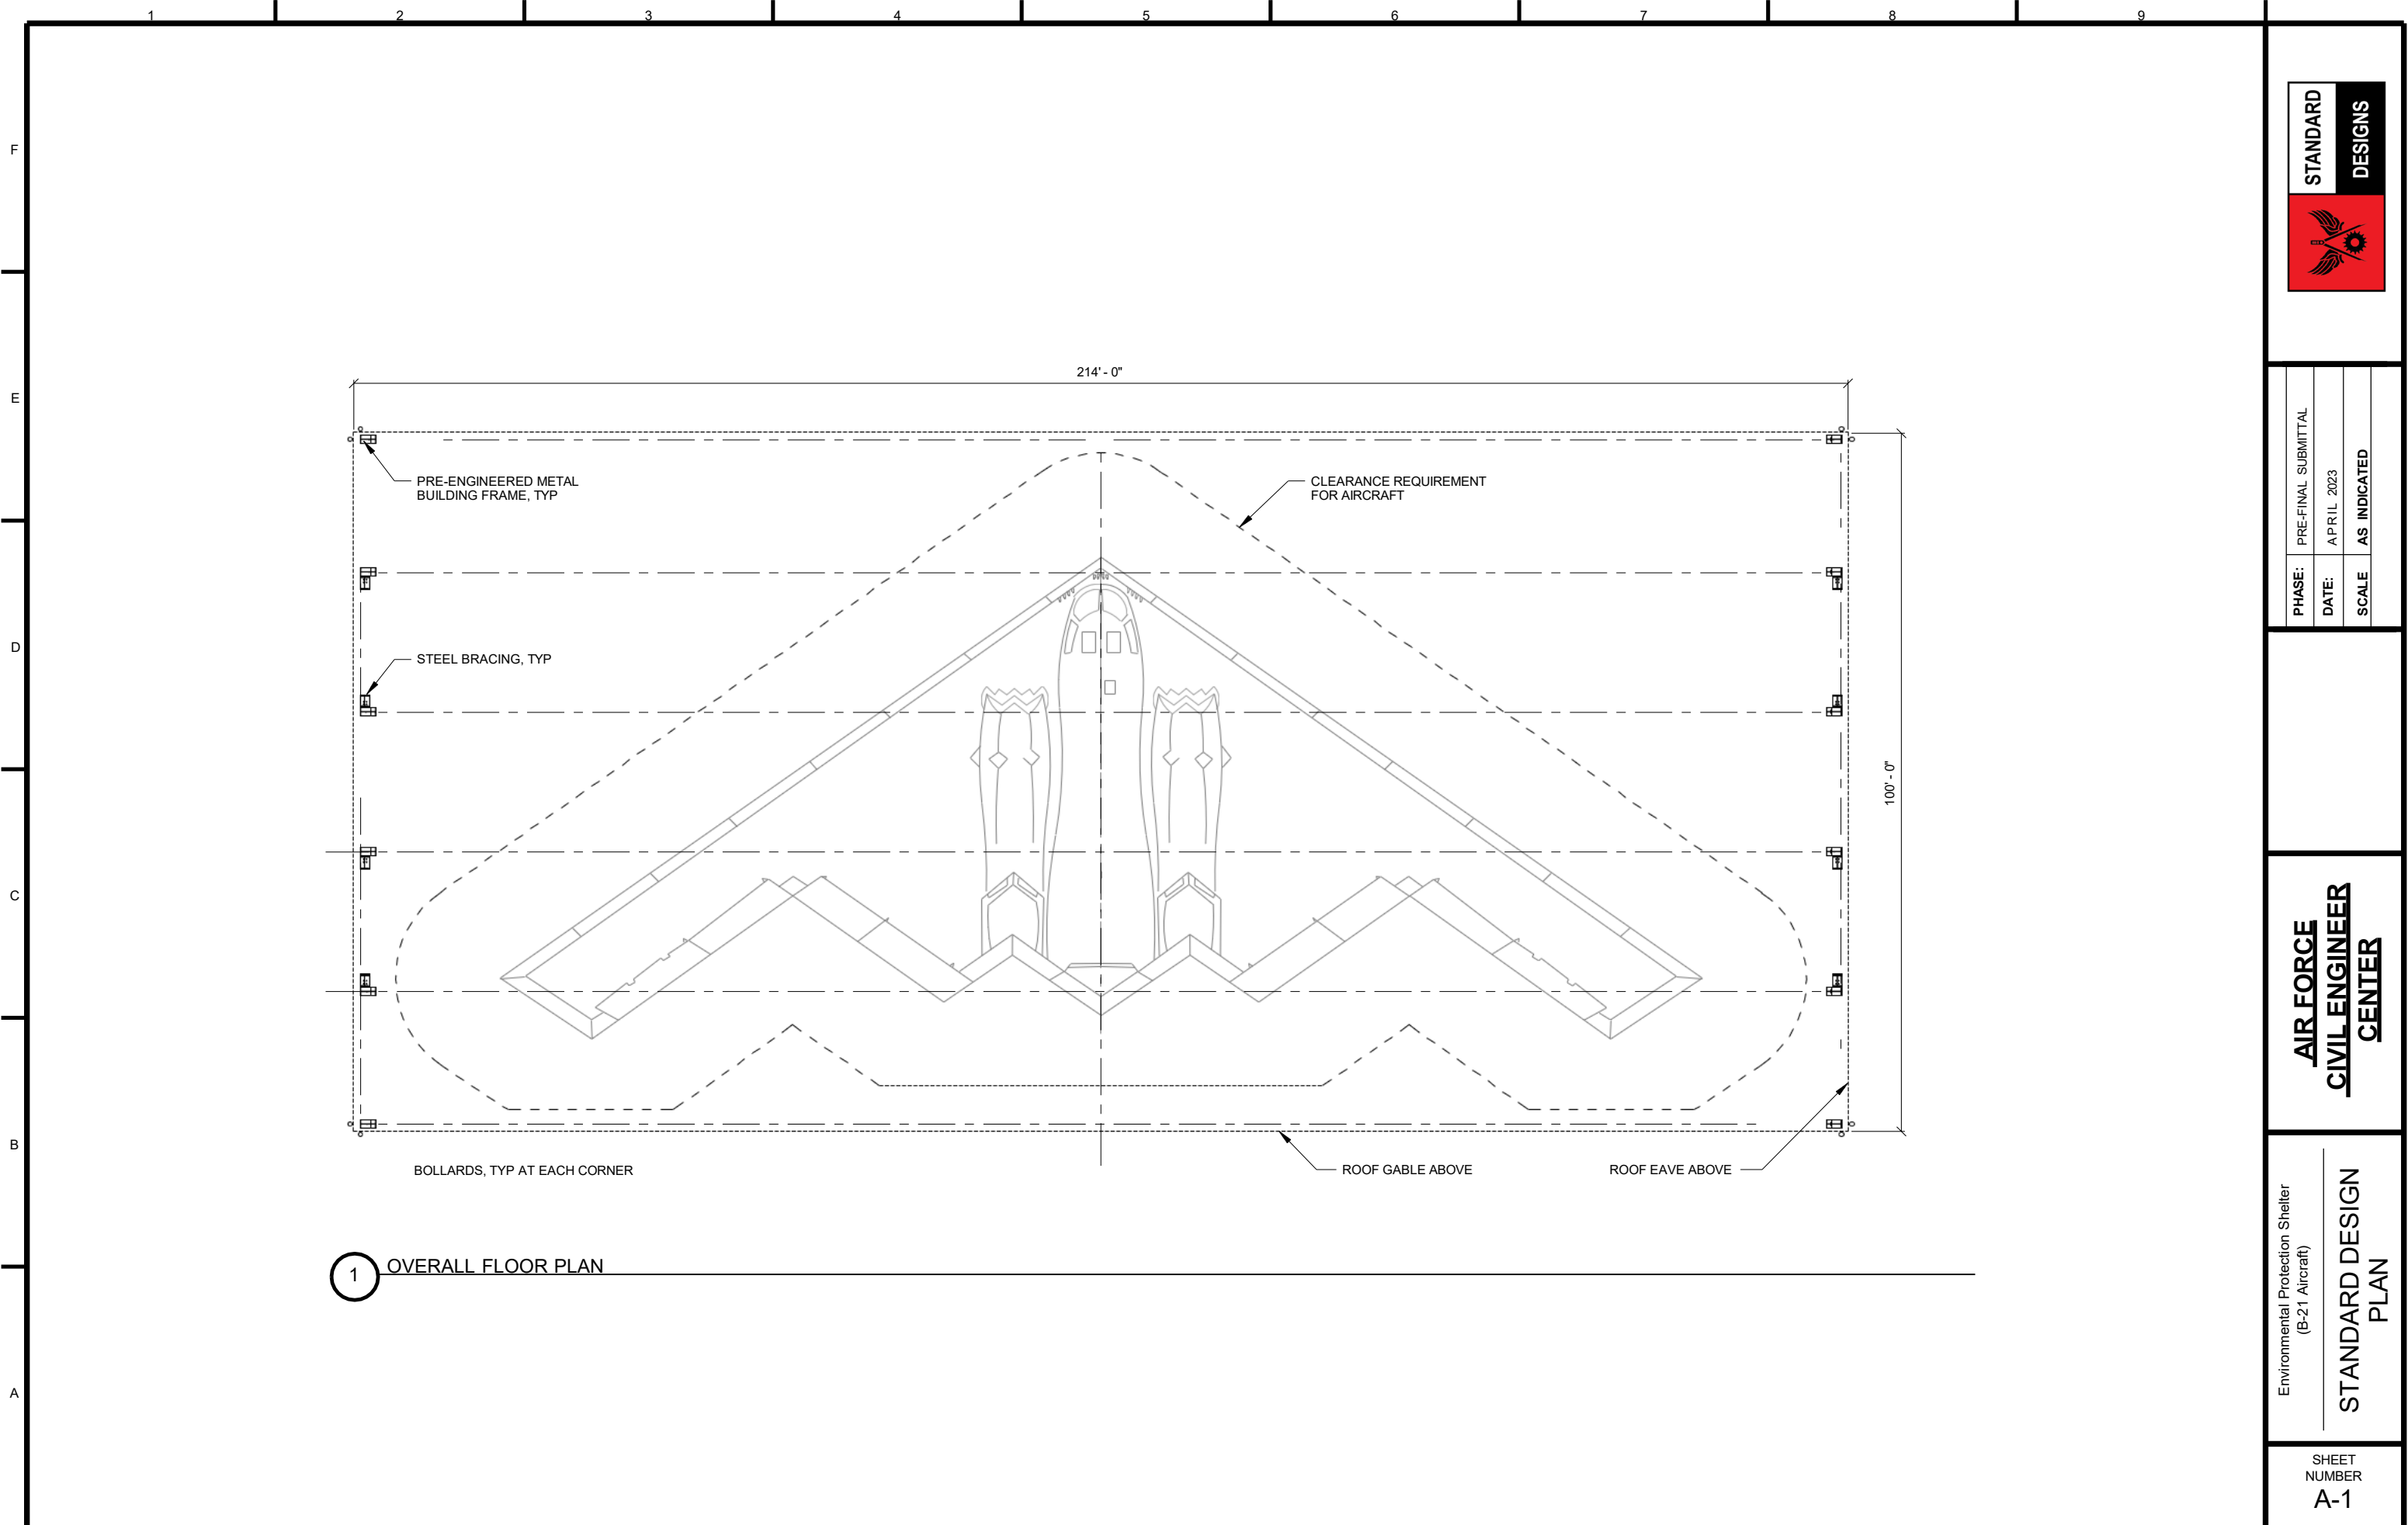 1 2 3 4 5 6 7 8 9
F
E
D
C
B
A
214' - 0"
PRE-ENGINEERED METAL
BUILDING FRAME, TYP
CLEARANCE REQUIREMENT
FOR AIRCRAFT
STEEL BRACING, TYP
100' - 0"
BOLLARDS, TYP AT EACH CORNER
ROOF GABLE ABOVE
ROOF EAVE ABOVE
1
OVERALL FLOOR PLAN
STANDARD
DESIGNS
PHASE: PRE-FINAL SUBMITTAL
DATE: APRIL 2023
SCALE AS INDICATED
AIR FORCE
CIVIL ENGINEER
CENTER
Environmental Protection Shelter
(B-21 Aircraft)
STANDARD DESIGN
PLAN
SHEET
NUMBER
A-1